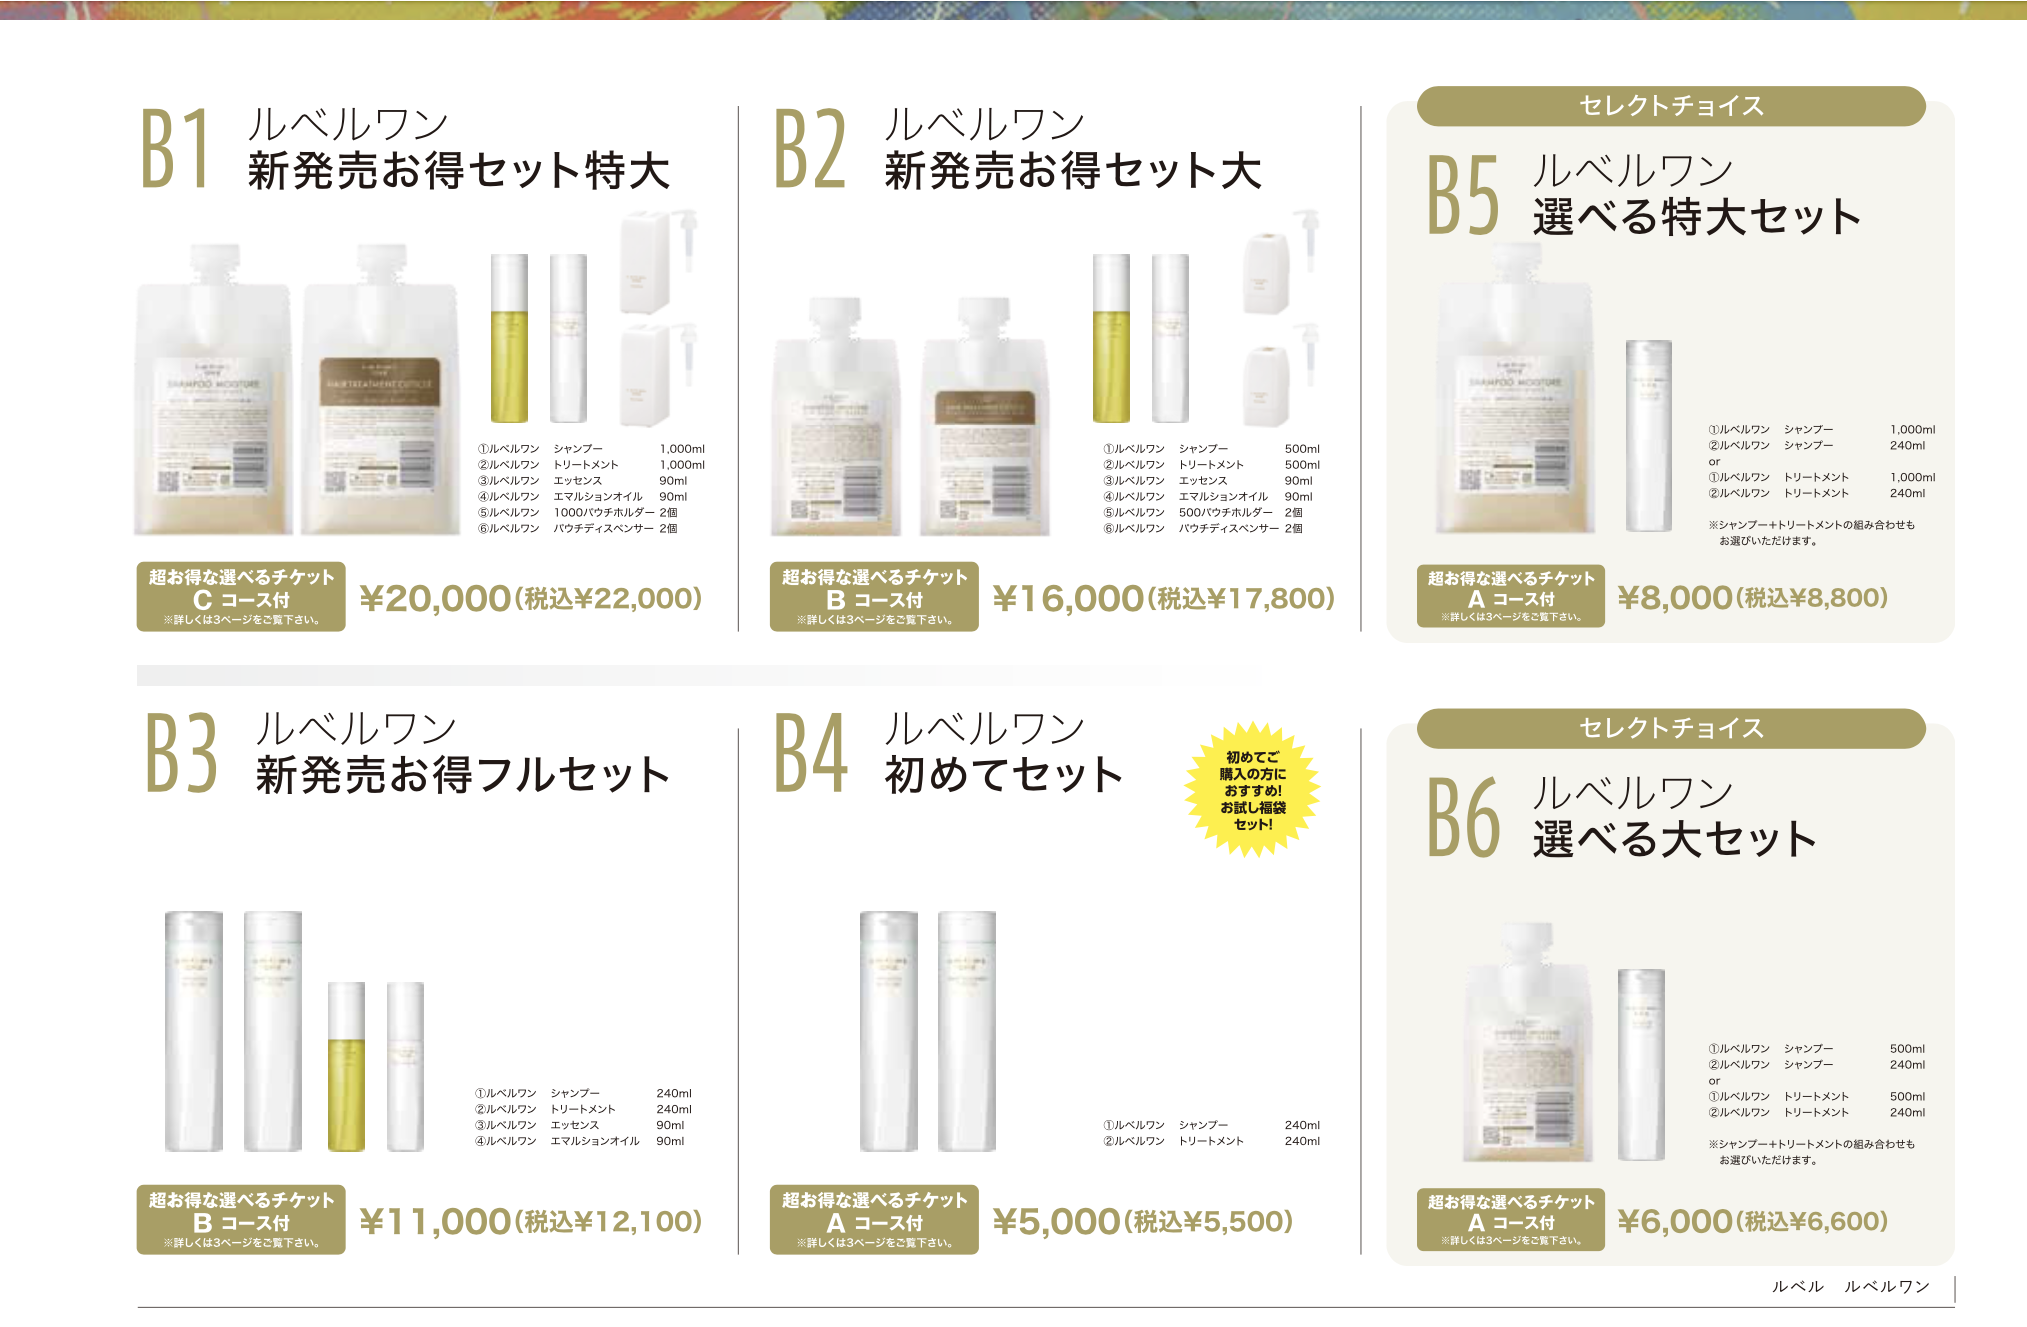 B1
ルベルワン
新発売お得セット特大
①ルベルワン シャンプー 1,000ml
②ルベルワン トリートメント 1,000ml
③ルベルワン エッセンス 90ml
④ルベルワン エマルションオイル 90ml
⑤ルベルワン 1000パウチホルダー 2個
⑥ルベルワン パウチディスペンサー 2個
超お得な選べるチケット
C コース付
※詳しくは3ページをご覧下さい。
¥20,000(税込¥22,000)
B2
ルベルワン
新発売お得セット大
①ルベルワン シャンプー 500ml
②ルベルワン トリートメント 500ml
③ルベルワン エッセンス 90ml
④ルベルワン エマルションオイル 90ml
⑤ルベルワン 500パウチホルダー 2個
⑥ルベルワン パウチディスペンサー 2個
超お得な選べるチケット
B コース付
※詳しくは3ページをご覧下さい。
¥16,000(税込¥17,800)
セレクトチョイス
B5
ルベルワン
選べる特大セット
SHAMPOO MOISTURE
①ルベルワン シャンプー 1,000ml
②ルベルワン シャンプー 240ml
or
①ルベルワン トリートメント 1,000ml
②ルベルワン トリートメント 240ml
※シャンプー+トリートメントの組み合わせも
お選びいただけます。
超お得な選べるチケット
A コース付
※詳しくは3ページをご覧下さい。
¥8,000(税込¥8,800)
B3
ルベルワン
新発売お得フルセット
①ルベルワン シャンプー 240ml
②ルベルワン トリートメント 240ml
③ルベルワン エッセンス 90ml
④ルベルワン エマルションオイル 90ml
超お得な選べるチケット
B コース付
※詳しくは3ページをご覧下さい。
¥11,000(税込¥12,100)
B4
ルベルワン
初めてセット
初めてご
購入の方に
おすすめ!
お試し福袋
セット!
①ルベルワン シャンプー 240ml
②ルベルワン トリートメント 240ml
超お得な選べるチケット
A コース付
※詳しくは3ページをご覧下さい。
¥5,000(税込¥5,500)
セレクトチョイス
B6
ルベルワン
選べる大セット
①ルベルワン シャンプー 500ml
②ルベルワン シャンプー 240ml
or
①ルベルワン トリートメント 500ml
②ルベルワン トリートメント 240ml
※シャンプー+トリートメントの組み合わせも
お選びいただけます。
超お得な選べるチケット
A コース付
※詳しくは3ページをご覧下さい。
¥6,000(税込¥6,600)
ルベル ルベルワン